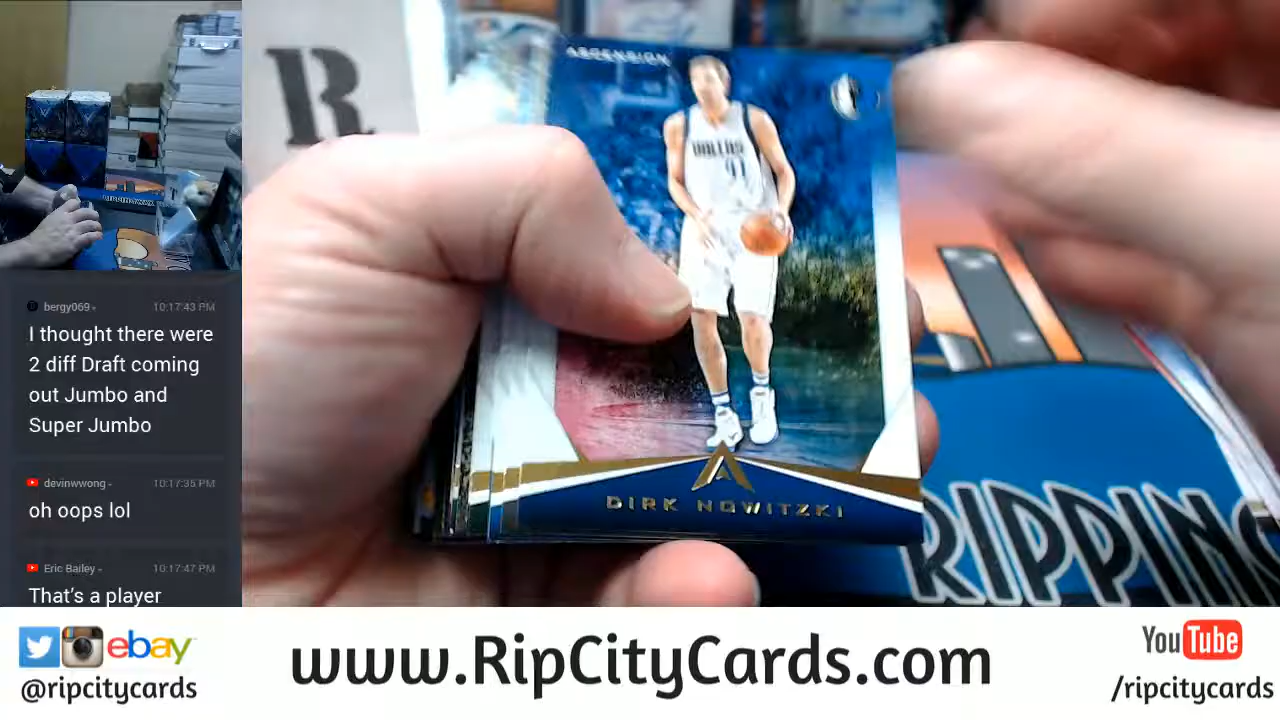 bergy069-
10:17:43 PM
I thought there were
2 diff Draft coming
out Jumbo and
Super Jumbo
devinwwong-
10:17:35 PM
oh oops lol
Eric Bailey-
10:17:47 PM
That's a player
R
ASCENSION
DALLAS
41
DIRK NOWITZKI
RIPPING
ebay
@ripcitycards
www.RipCityCards.com
YouTube
/ripcitycards